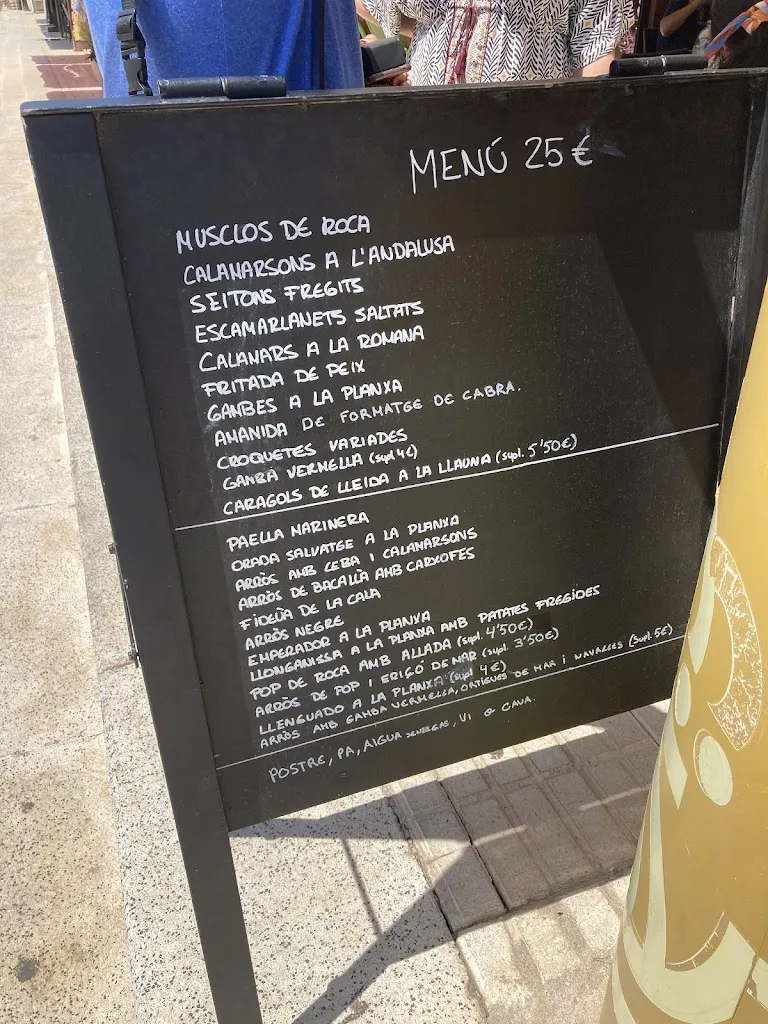 MENÚ 25€
MUSCLOS DE ROCA
CALAMARSONS A L'ANDALUSA
SEITONS FREGITS
ESCAMARLANETS SALTATS
CALAMARS A LA ROMANA
FRITADA DE PEIX
GAMBES A LA PLANXA
AMANIDA DE FORMATGE DE CABRA.
CROQUETES VARIADES
GAMBA VERMELLA (supl 4€)
CARAGOLS DE LLEIDA A LA LLAUNA (supl. 5'50€)
PAELLA MARINERA
ORADA SALVATGE A LA PLANXA
ARRÒS AMB CEBA I CALAMARSONS
ARRÒS DE BACALLÀ AMB CARXOFES
FIDEUA DE LA CALA
ARRÒS NEGRE
EMPERADOR A LA PLANXA
LLONGANISSA A LA PLANXA AMB PATATES FREGIDES
POP DE ROCA AMB ALLADA (supl. 4'50€)
ARRÒS DE POP I ERIÇÓ DE MAR (supl. 3'50€)
LLENGUADO A LA PLANXA (supl 4€)
ARRÒS AMB GAMBA VERMELLA, ORTIGUES DE MAR I NAVALLES (supl. 5€)
POSTRE, PA, AIGUA SENSE GAS, VI O CAVA.